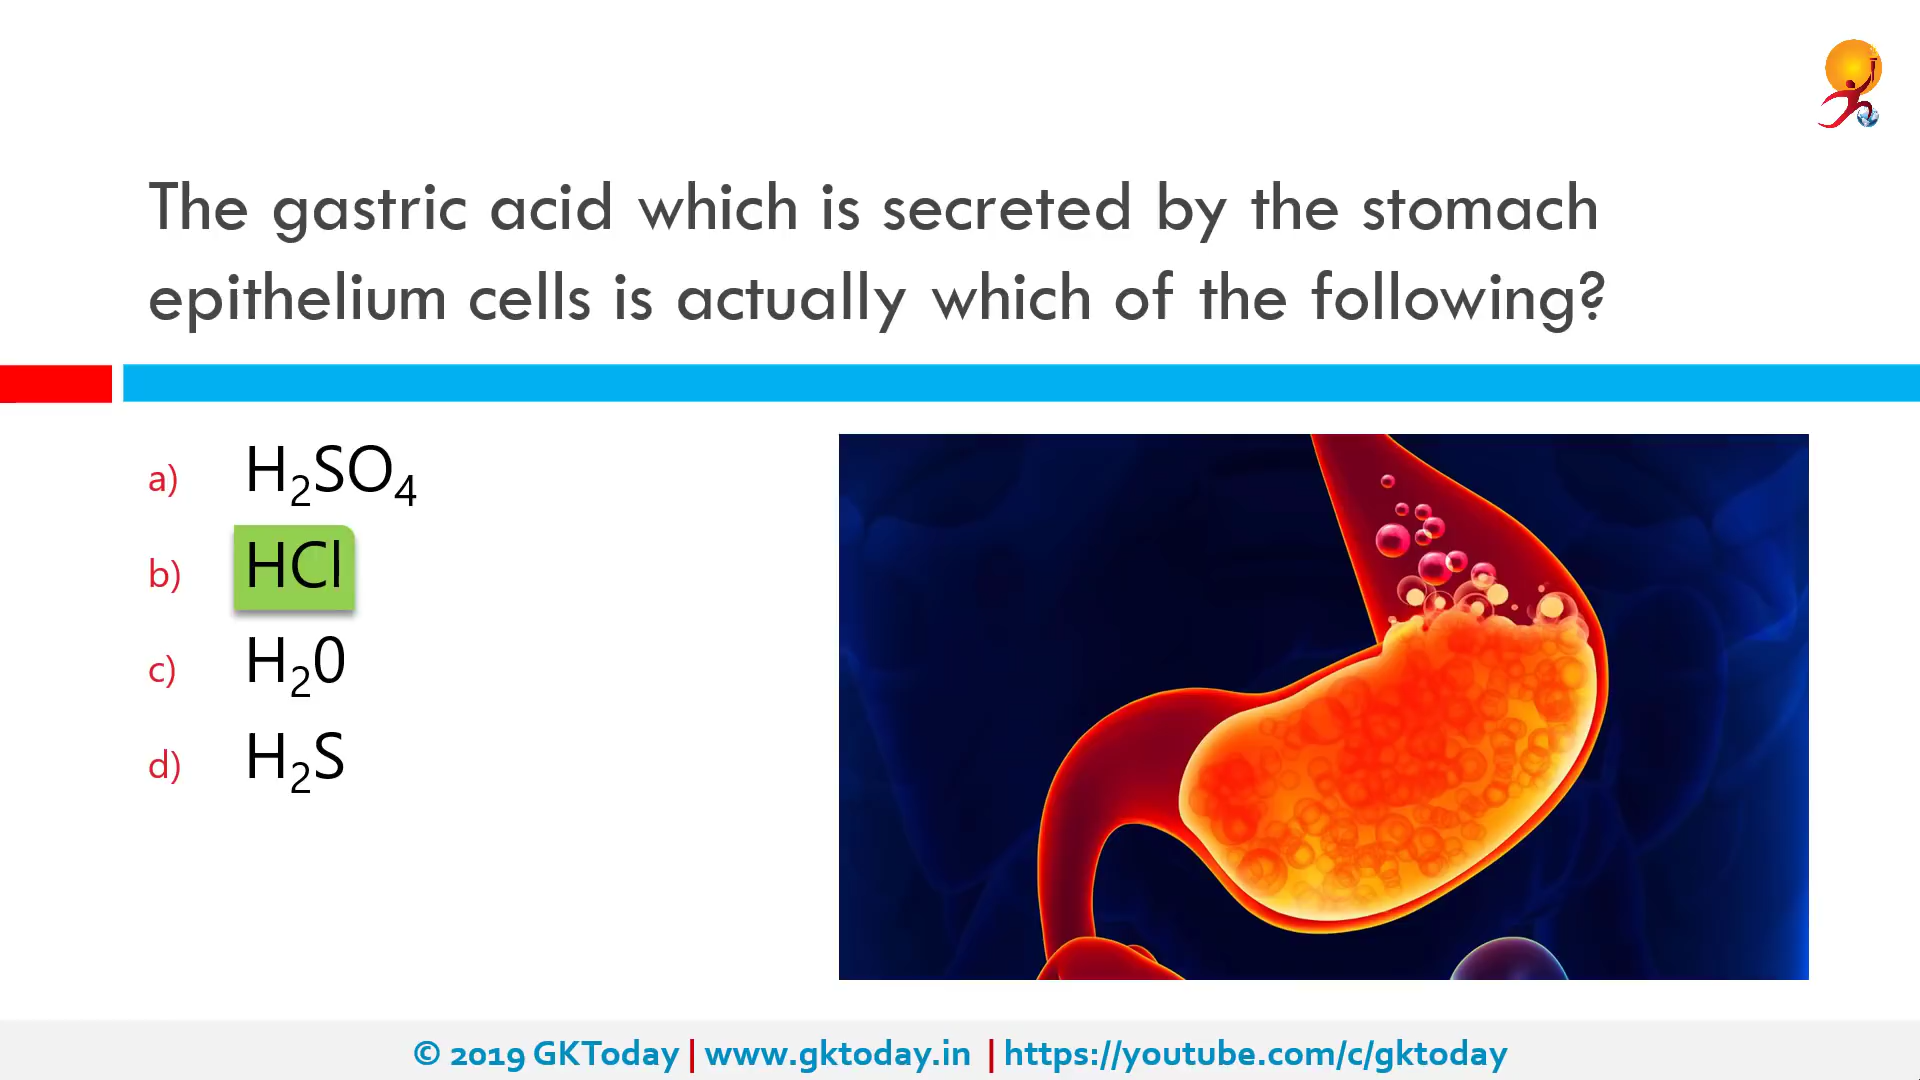 The gastric acid which is secreted by the stomach
epithelium cells is actually which of the following?
a) H₂SO₄
b) HCl
c) H₂0
d) H₂S
© 2019 GKToday | www.gktoday.in | https://youtube.com/c/gktoday